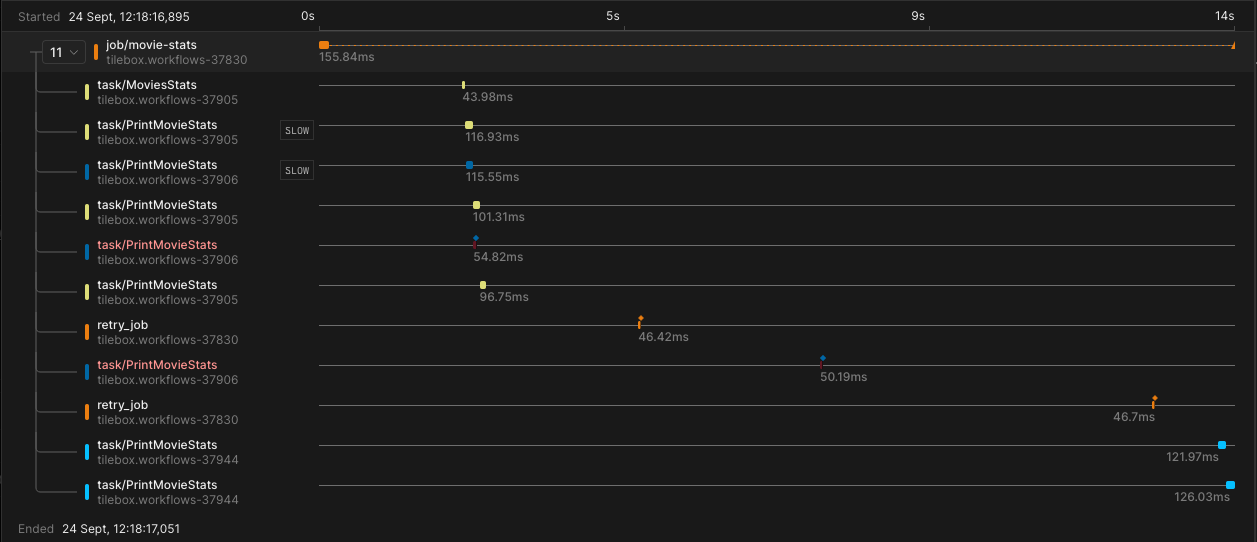 Started 24 Sept, 12:18:16,895 0s 5s 9s 14s
11 job/movie-stats
tilebox.workflows-37830 155.84ms
task/MoviesStats
tilebox.workflows-37905 43.98ms
task/PrintMovieStats SLOW
tilebox.workflows-37905 116.93ms
task/PrintMovieStats SLOW
tilebox.workflows-37906 115.55ms
task/PrintMovieStats
tilebox.workflows-37905 101.31ms
task/PrintMovieStats
tilebox.workflows-37906 54.82ms
task/PrintMovieStats
tilebox.workflows-37905 96.75ms
retry_job
tilebox.workflows-37830 46.42ms
task/PrintMovieStats
tilebox.workflows-37906 50.19ms
retry_job
tilebox.workflows-37830 46.7ms
task/PrintMovieStats
tilebox.workflows-37944 121.97ms
task/PrintMovieStats
tilebox.workflows-37944 126.03ms
Ended 24 Sept, 12:18:17,051